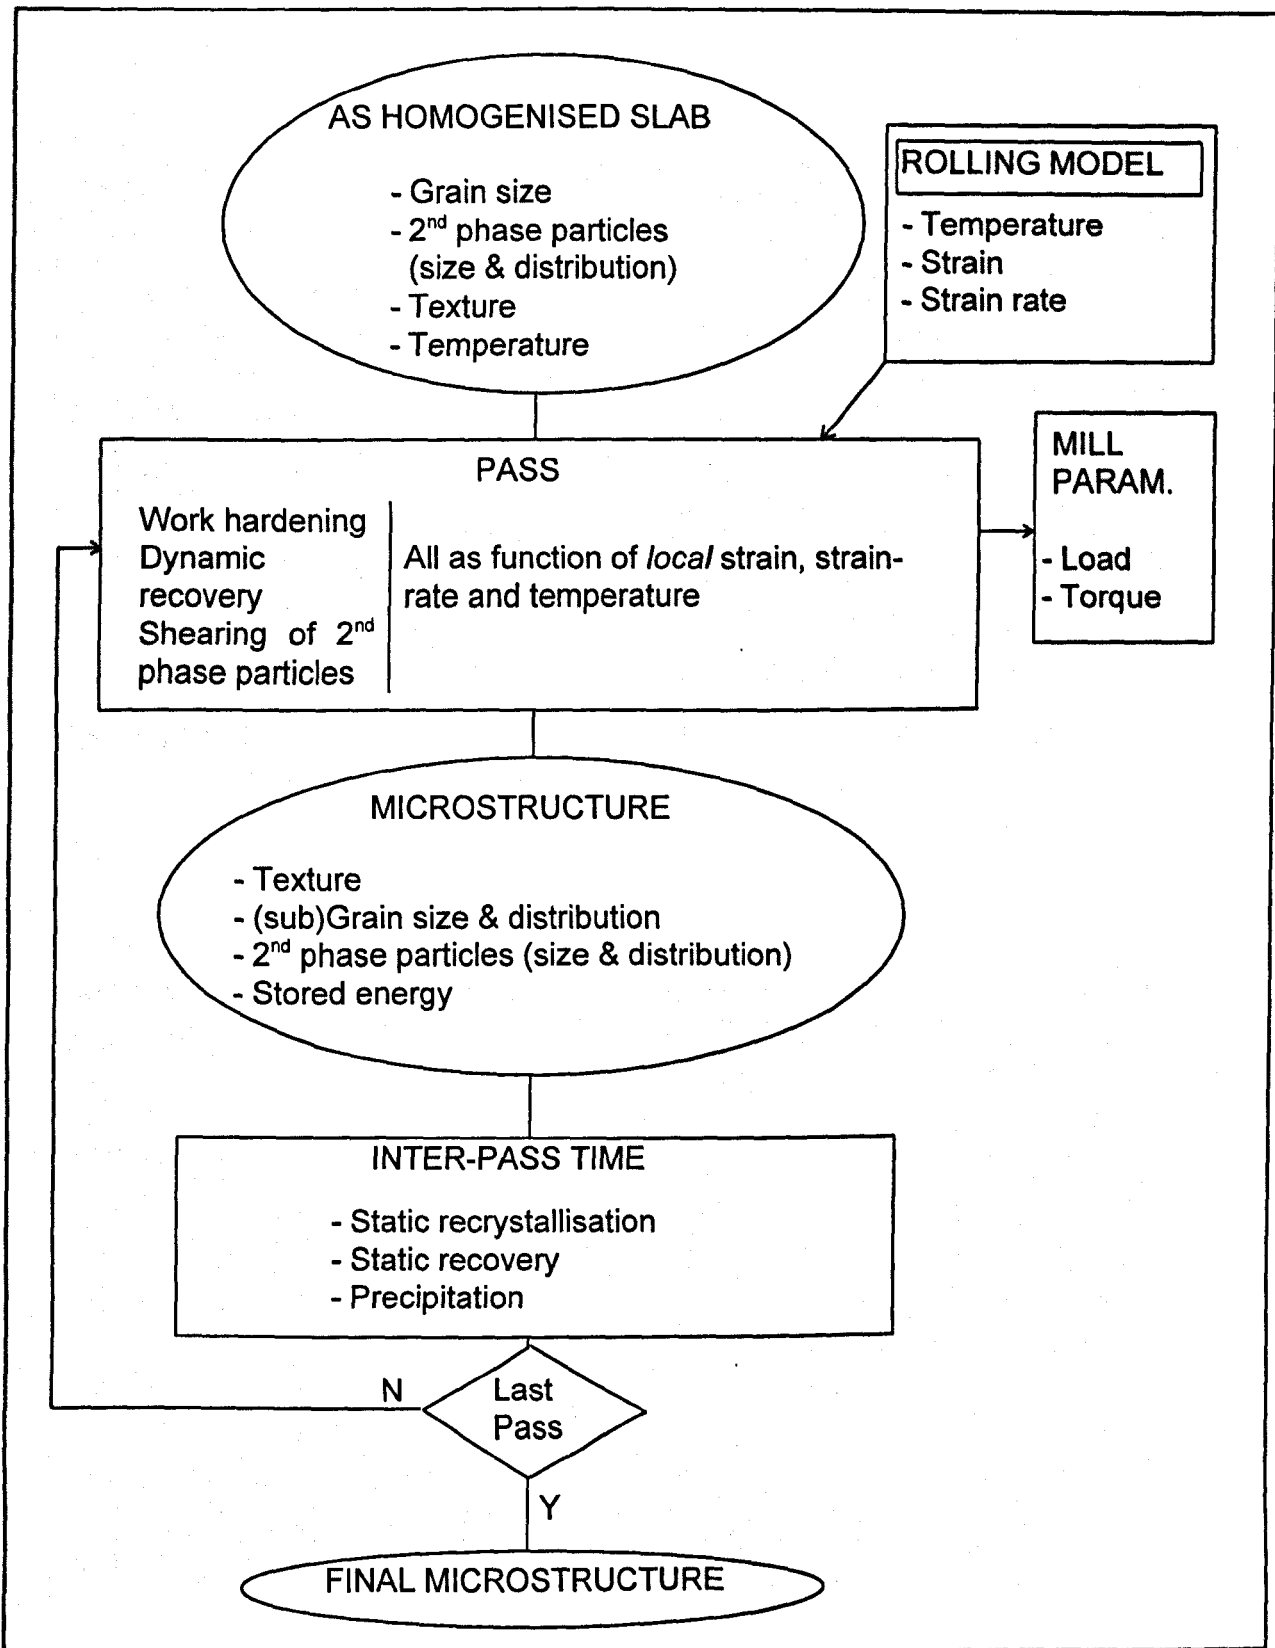 AS HOMOGENISED SLAB
- Grain size
- 2nd phase particles
(size & distribution)
- Texture
- Temperature
ROLLING MODEL
- Temperature
- Strain
- Strain rate
PASS
Work hardening
Dynamic
recovery
Shearing of 2nd
phase particles
All as function of local strain, strain-
rate and temperature
MILL
PARAM.
- Load
- Torque
MICROSTRUCTURE
- Texture
- (sub)Grain size & distribution
- 2nd phase particles (size & distribution)
- Stored energy
INTER-PASS TIME
- Static recrystallisation
- Static recovery
- Precipitation
N
Last
Pass
Y
FINAL MICROSTRUCTURE